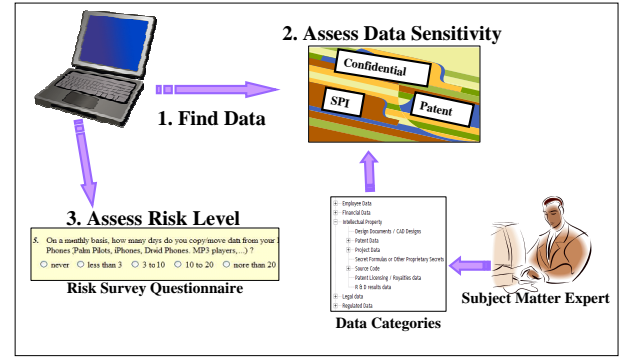 2. Assess Data Sensitivity
Confidential
SPI
Patent
1. Find Data
3. Assess Risk Level
5. On a monthly basis, how many days do you copy/move data from your
Phones (Palm Pilots, iPhones, Droid Phones. MP3 players,...) ?
never less than 3 3 to 10 10 to 20 more than 20
Risk Survey Questionnaire
Employee Data
Financial Data
Intellectual Property
Design Documents / CAD Designs
Patent Data
Project Data
Secret Formulas or Other Proprietary Secrets
Source Code
Patent Licensing / Royalties data
R & D results data
Legal data
Regulated Data
Data Categories
Subject Matter Expert